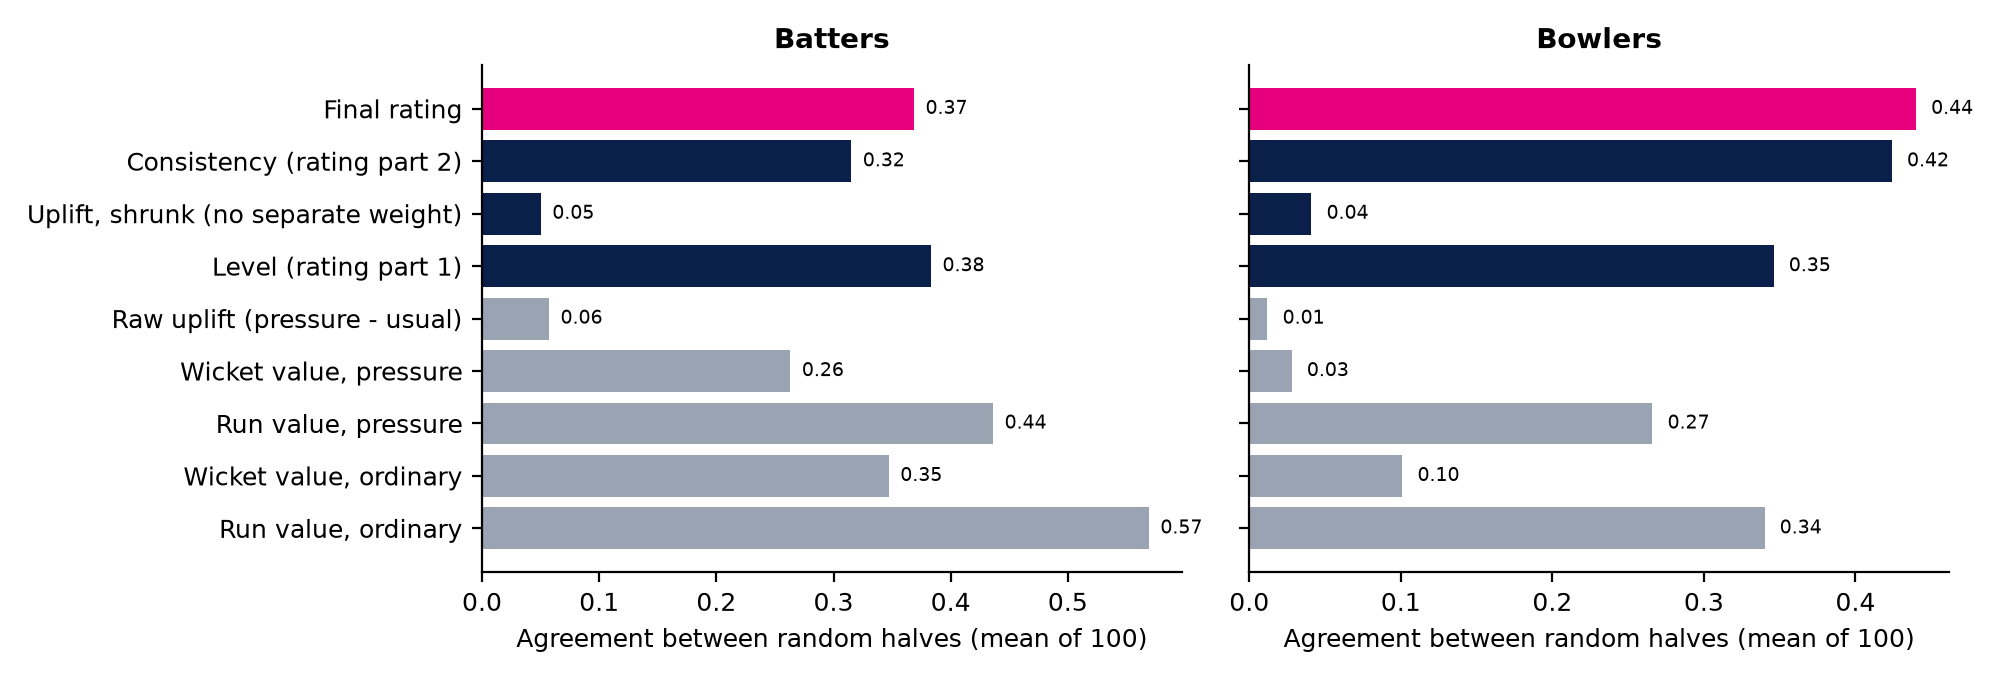 Batters
Final rating 0.37
Consistency (rating part 2) 0.32
Uplift, shrunk (no separate weight) 0.05
Level (rating part 1) 0.38
Raw uplift (pressure - usual) 0.06
Wicket value, pressure 0.26
Run value, pressure 0.44
Wicket value, ordinary 0.35
Run value, ordinary 0.57
0.0 0.1 0.2 0.3 0.4 0.5
Agreement between random halves (mean of 100)
Bowlers
0.44
0.42
0.04
0.35
0.01
0.03
0.27
0.10
0.34
0.0 0.1 0.2 0.3 0.4
Agreement between random halves (mean of 100)